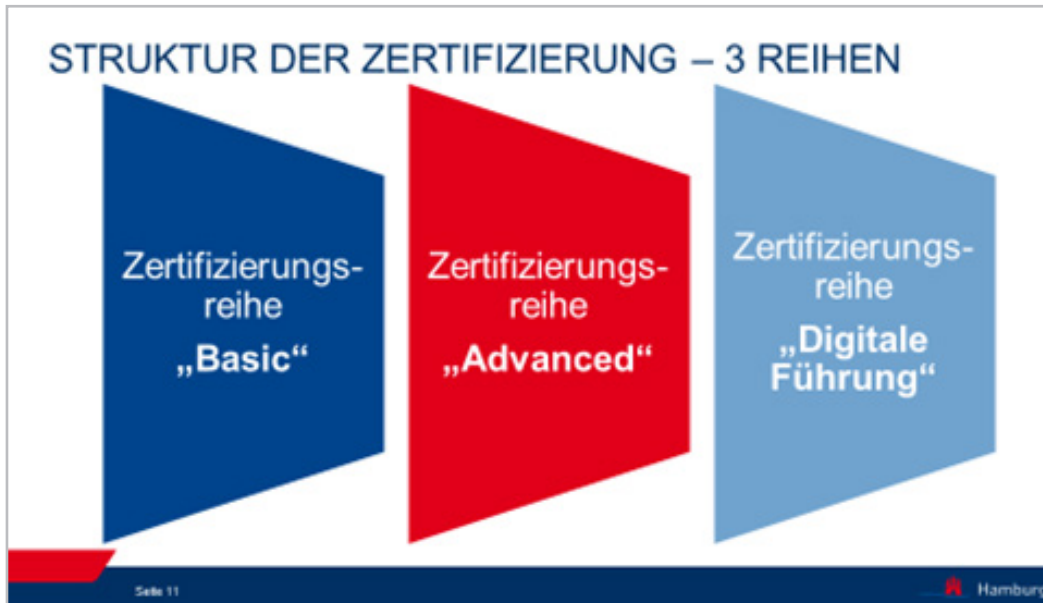 STRUKTUR DER ZERTIFIZIERUNG – 3 REIHEN
Zertifizierungs-
reihe
„Basic“
Zertifizierungs-
reihe
„Advanced“
Zertifizierungs-
reihe
„Digitale
Führung“
Seite 11
Hamburg